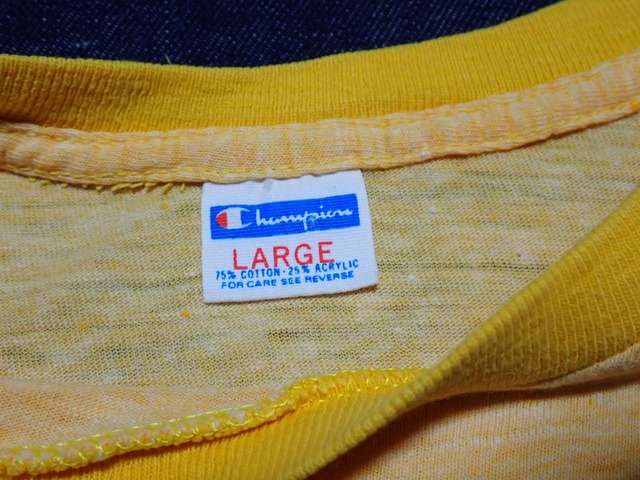 Champion
LARGE
75% COTTON - 25% ACRYLIC
FOR CARE SEE REVERSE